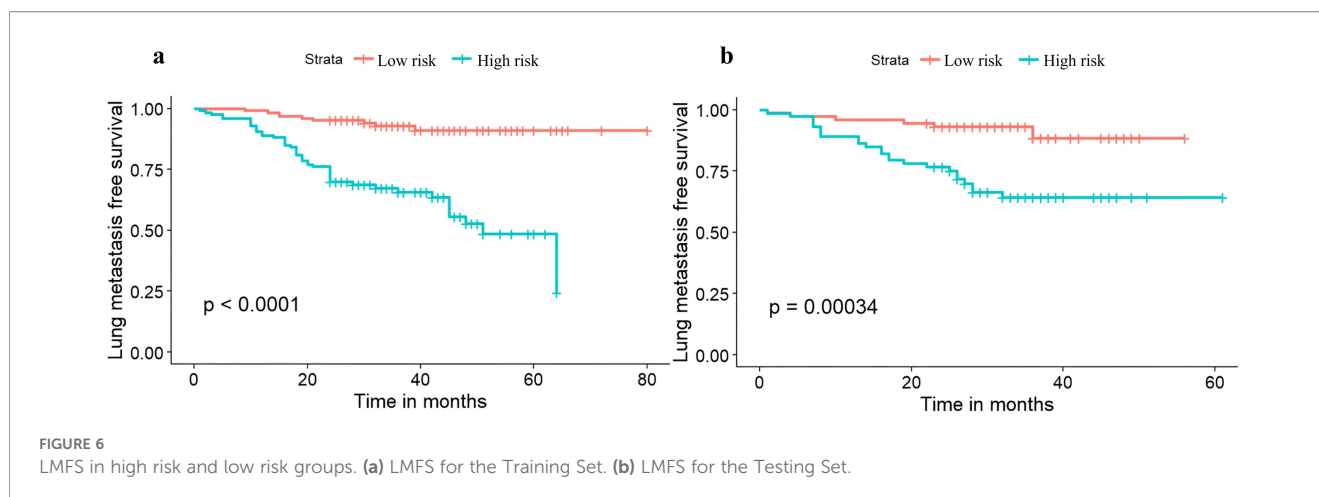 a
Strata Low risk High risk
Lung metastasis free survival
1.00
0.75
0.50
0.25
0.00
p < 0.0001
0 20 40 60 80
Time in months
b
Strata Low risk High risk
Lung metastasis free survival
1.00
0.75
0.50
0.25
0.00
p = 0.00034
0 20 40 60
Time in months
FIGURE 6
LMFS in high risk and low risk groups. (a) LMFS for the Training Set. (b) LMFS for the Testing Set.